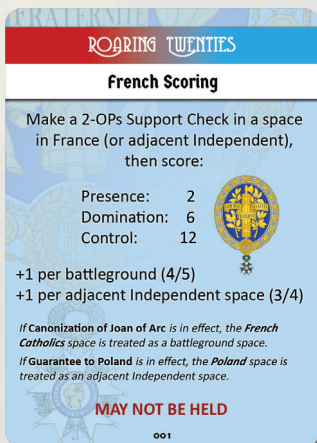 FRATERNITE
ROARING TWENTIES
French Scoring
Make a 2-OPs Support Check in a space
in France (or adjacent Independent),
then score:
Presence: 2
Domination: 6
Control: 12
+1 per battleground (4/5)
+1 per adjacent Independent space (3/4)
If Canonization of Joan of Arc is in effect, the French
Catholics space is treated as a battleground space.
If Guarantee to Poland is in effect, the Poland space is
treated as an adjacent Independent space.
MAY NOT BE HELD
001